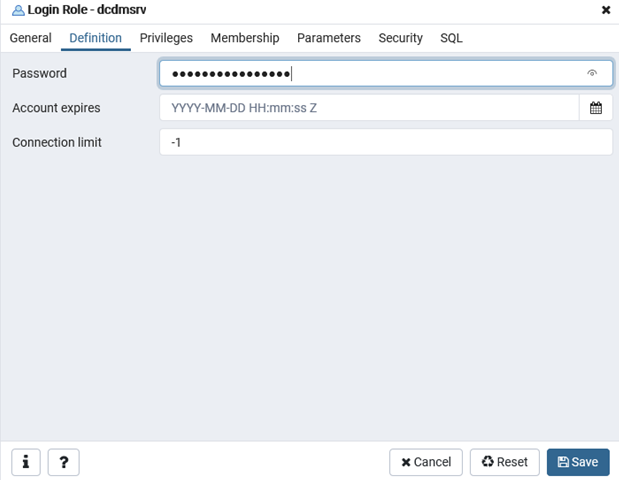 Login Role - dcdmsrv
General Definition Privileges Membership Parameters Security SQL
Password ••••••••••••••••
Account expires YYYY-MM-DD HH:mm:ss Z
Connection limit -1
i ? Cancel Reset Save